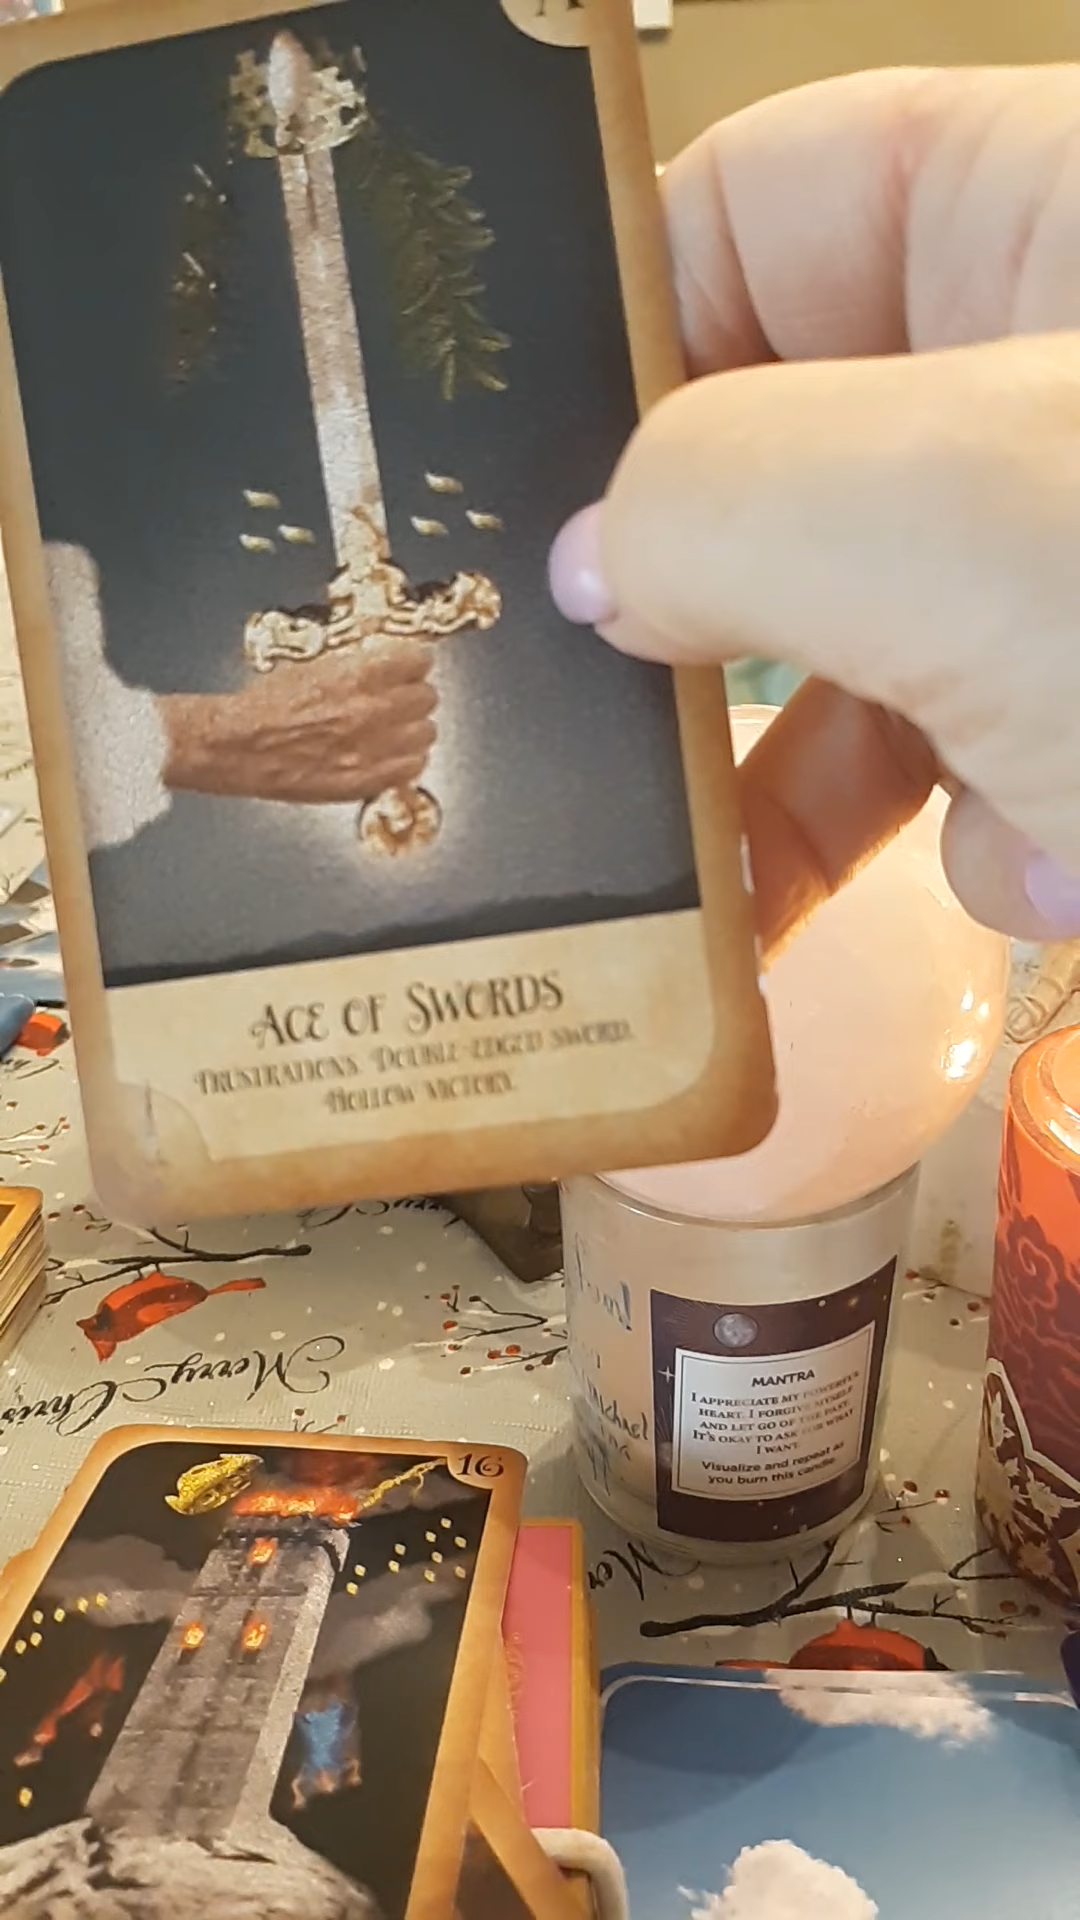 A
ACE OF SWORDS
FRUSTRATIONS. DOUBLE-EDGED SWORD.
HOLLOW VICTORY.
Merry Chris
MANTRA
I APPRECIATE MY POWERFUL
HEART. I FORGIVE MYSELF
AND LET GO OF THE PAST.
IT'S OKAY TO ASK FOR WHAT
I WANT
Visualize and repeat as
you burn this candle.
16
Mer